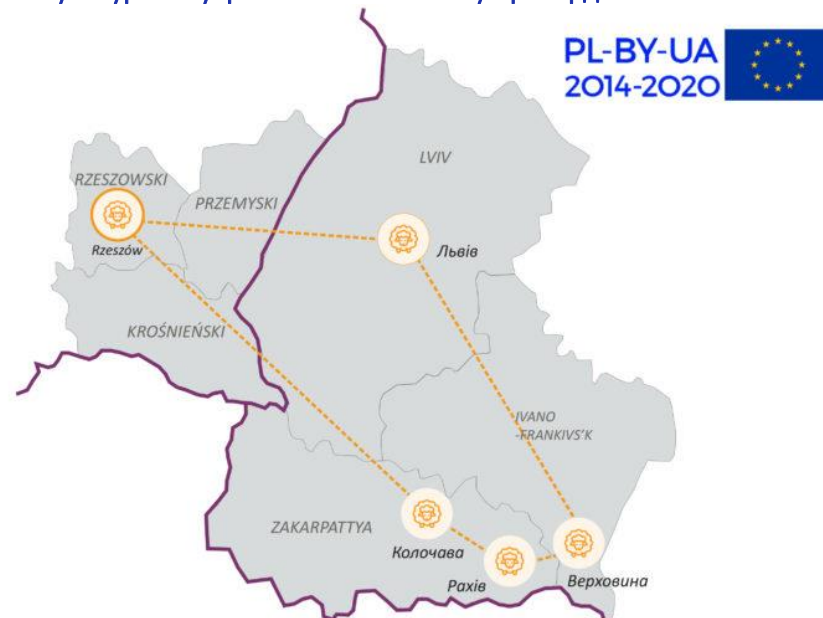 PL-BY-UA
2014-2020
LVIV
RZESZOWSKI
PRZEMYSKI
Rzeszów
Львів
KROŚNIEŃSKI
IVANO
-FRANKIVS'K
ZAKARPATTYA
Колочава
Рахів
Верховина